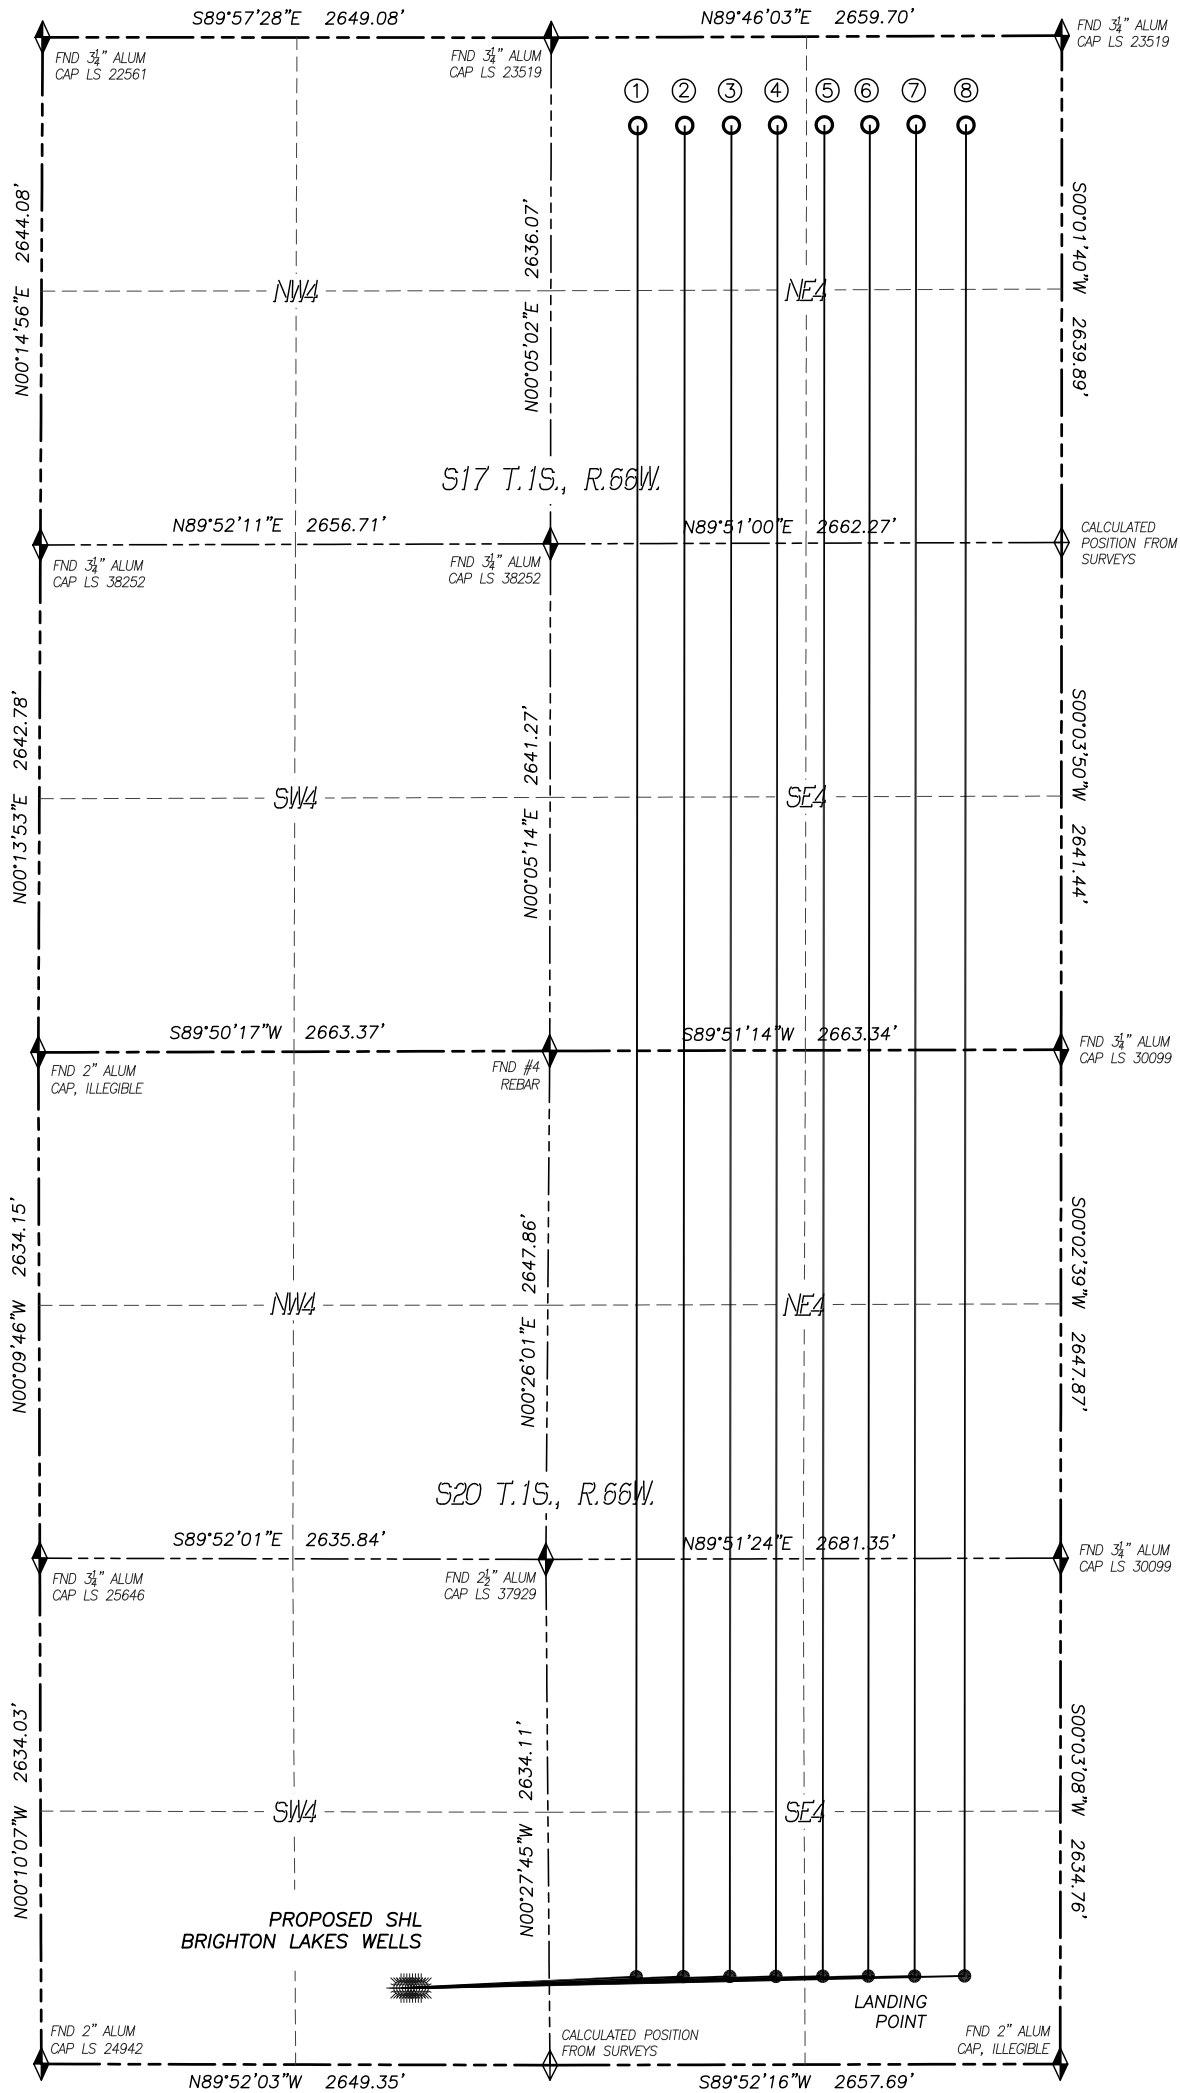 S89°57'28"E 2649.08'
N89°46'03"E 2659.70'
FND 3¼" ALUM
CAP LS 22561
FND 3¼" ALUM
CAP LS 23519
FND 3¼" ALUM
CAP LS 23519
1 2 3 4 5 6 7 8
N00°14'56"E 2644.08'
N00°05'02"E 2636.07'
S00°01'40"W 2639.89'
NW4
NE4
S17 T.1S., R.66W.
N89°52'11"E 2656.71'
N89°51'00"E 2662.27'
FND 3¼" ALUM
CAP LS 38252
FND 3¼" ALUM
CAP LS 38252
CALCULATED
POSITION FROM
SURVEYS
N00°13'53"E 2642.78'
N00°05'14"E 2641.27'
S00°03'50"W 2641.44'
SW4
SE4
S89°50'17"W 2663.37'
S89°51'14"W 2663.34'
FND 2" ALUM
CAP, ILLEGIBLE
FND #4
REBAR
FND 3¼" ALUM
CAP LS 30099
N00°09'46"W 2634.15'
N00°26'01"E 2647.86'
S00°02'39"W 2647.87'
NW4
NE4
S20 T.1S., R.66W.
S89°52'01"E 2635.84'
N89°51'24"E 2681.35'
FND 3¼" ALUM
CAP LS 25646
FND 2½" ALUM
CAP LS 37929
FND 3¼" ALUM
CAP LS 30099
N00°10'07"W 2634.03'
N00°27'45"W 2634.11'
S00°03'08"W 2634.76'
SW4
SE4
PROPOSED SHL
BRIGHTON LAKES WELLS
LANDING
POINT
FND 2" ALUM
CAP LS 24942
CALCULATED POSITION
FROM SURVEYS
FND 2" ALUM
CAP, ILLEGIBLE
N89°52'03"W 2649.35'
S89°52'16"W 2657.69'